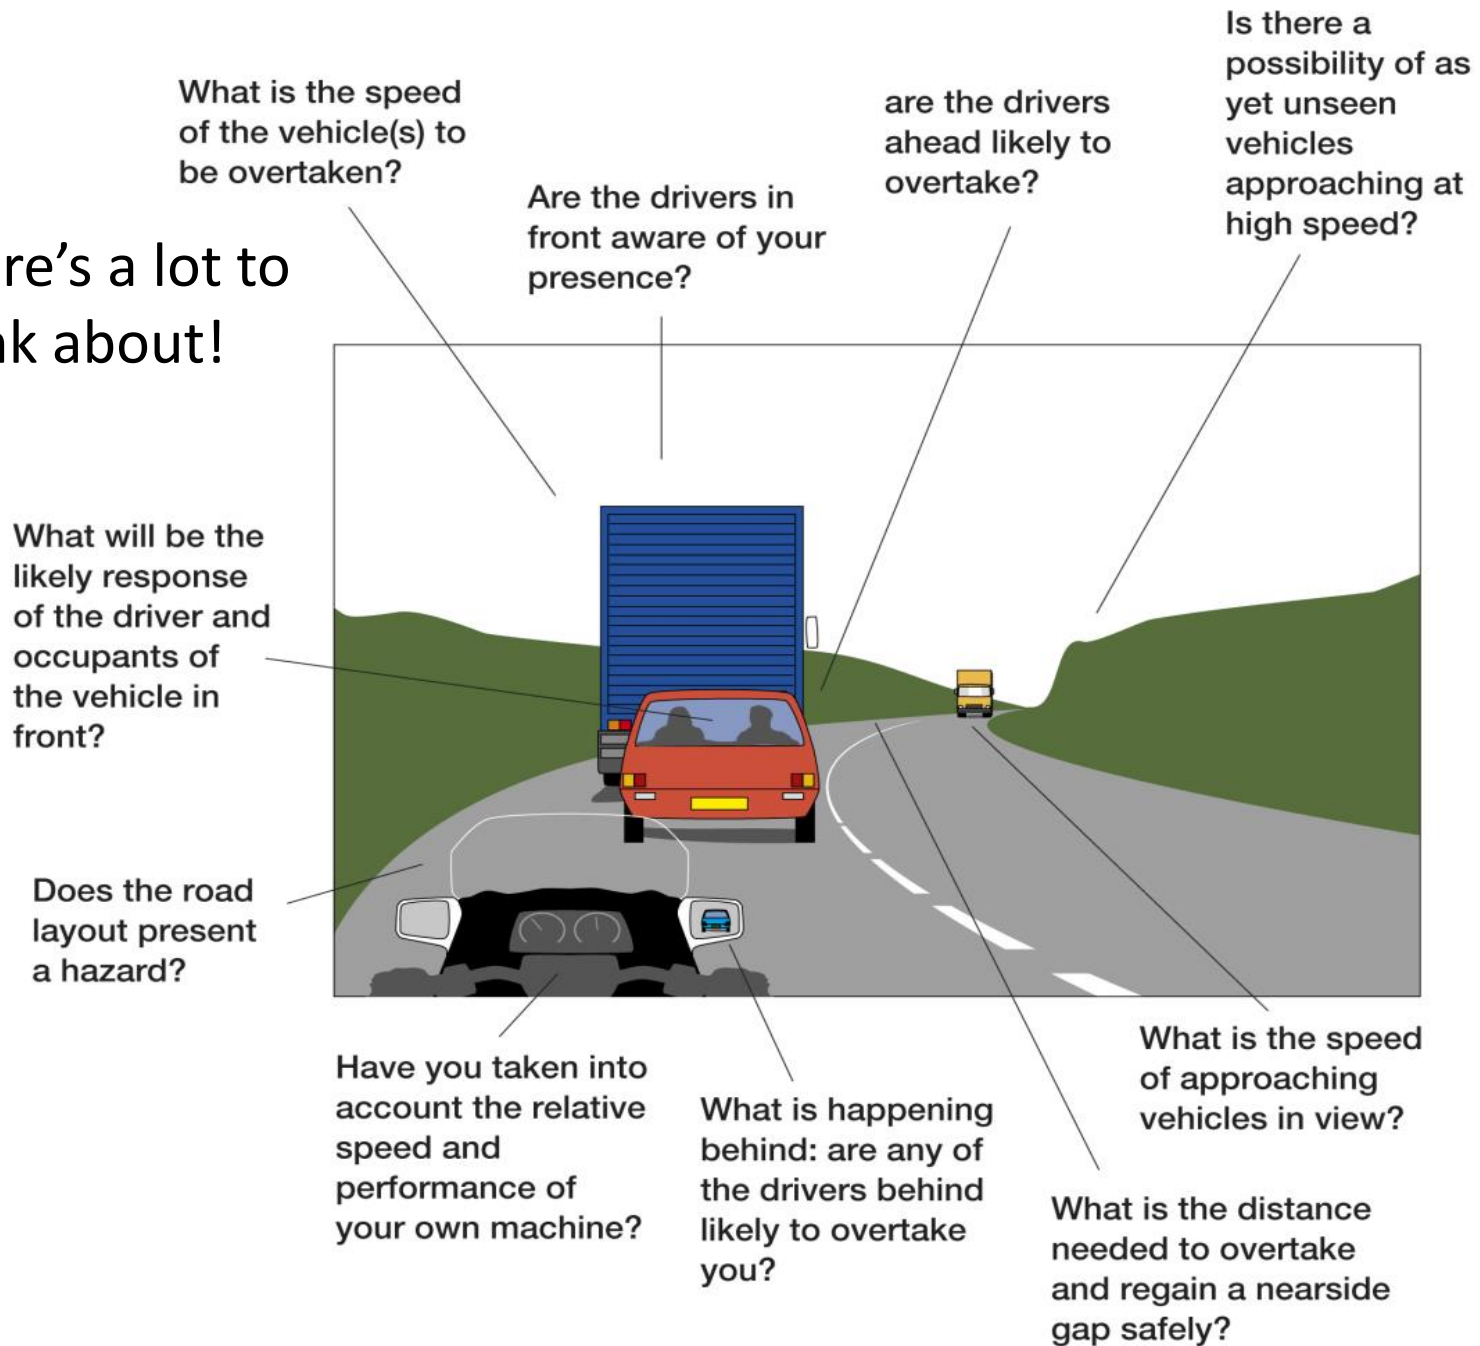 What is the speed
of the vehicle(s) to
be overtaken?
Are the drivers in
front aware of your
presence?
are the drivers
ahead likely to
overtake?
Is there a
possibility of as
yet unseen
vehicles
approaching at
high speed?
re’s a lot to
nk about!
What will be the
likely response
of the driver and
occupants of
the vehicle in
front?
Does the road
layout present
a hazard?
Have you taken into
account the relative
speed and
performance of
your own machine?
What is happening
behind: are any of
the drivers behind
likely to overtake
you?
What is the speed
of approaching
vehicles in view?
What is the distance
needed to overtake
and regain a nearside
gap safely?